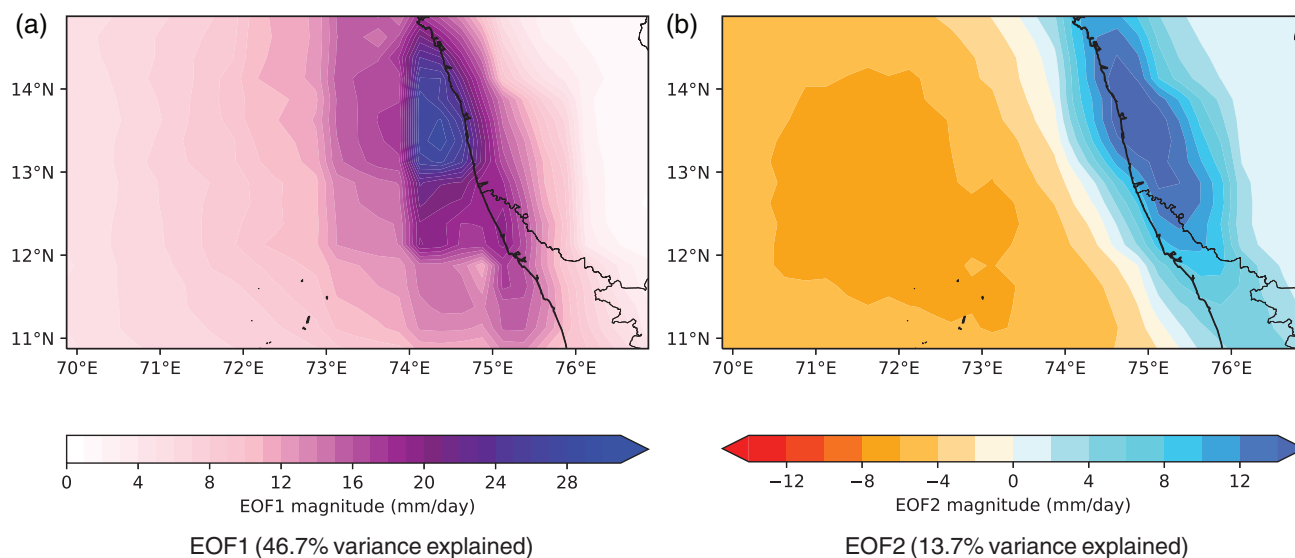 (a)
(b)
14°N
13°N
12°N
11°N
70°E 71°E 72°E 73°E 74°E 75°E 76°E
14°N
13°N
12°N
11°N
70°E 71°E 72°E 73°E 74°E 75°E 76°E
0 4 8 12 16 20 24 28
EOF1 magnitude (mm/day)
EOF1 (46.7% variance explained)
−12 −8 −4 0 4 8 12
EOF2 magnitude (mm/day)
EOF2 (13.7% variance explained)